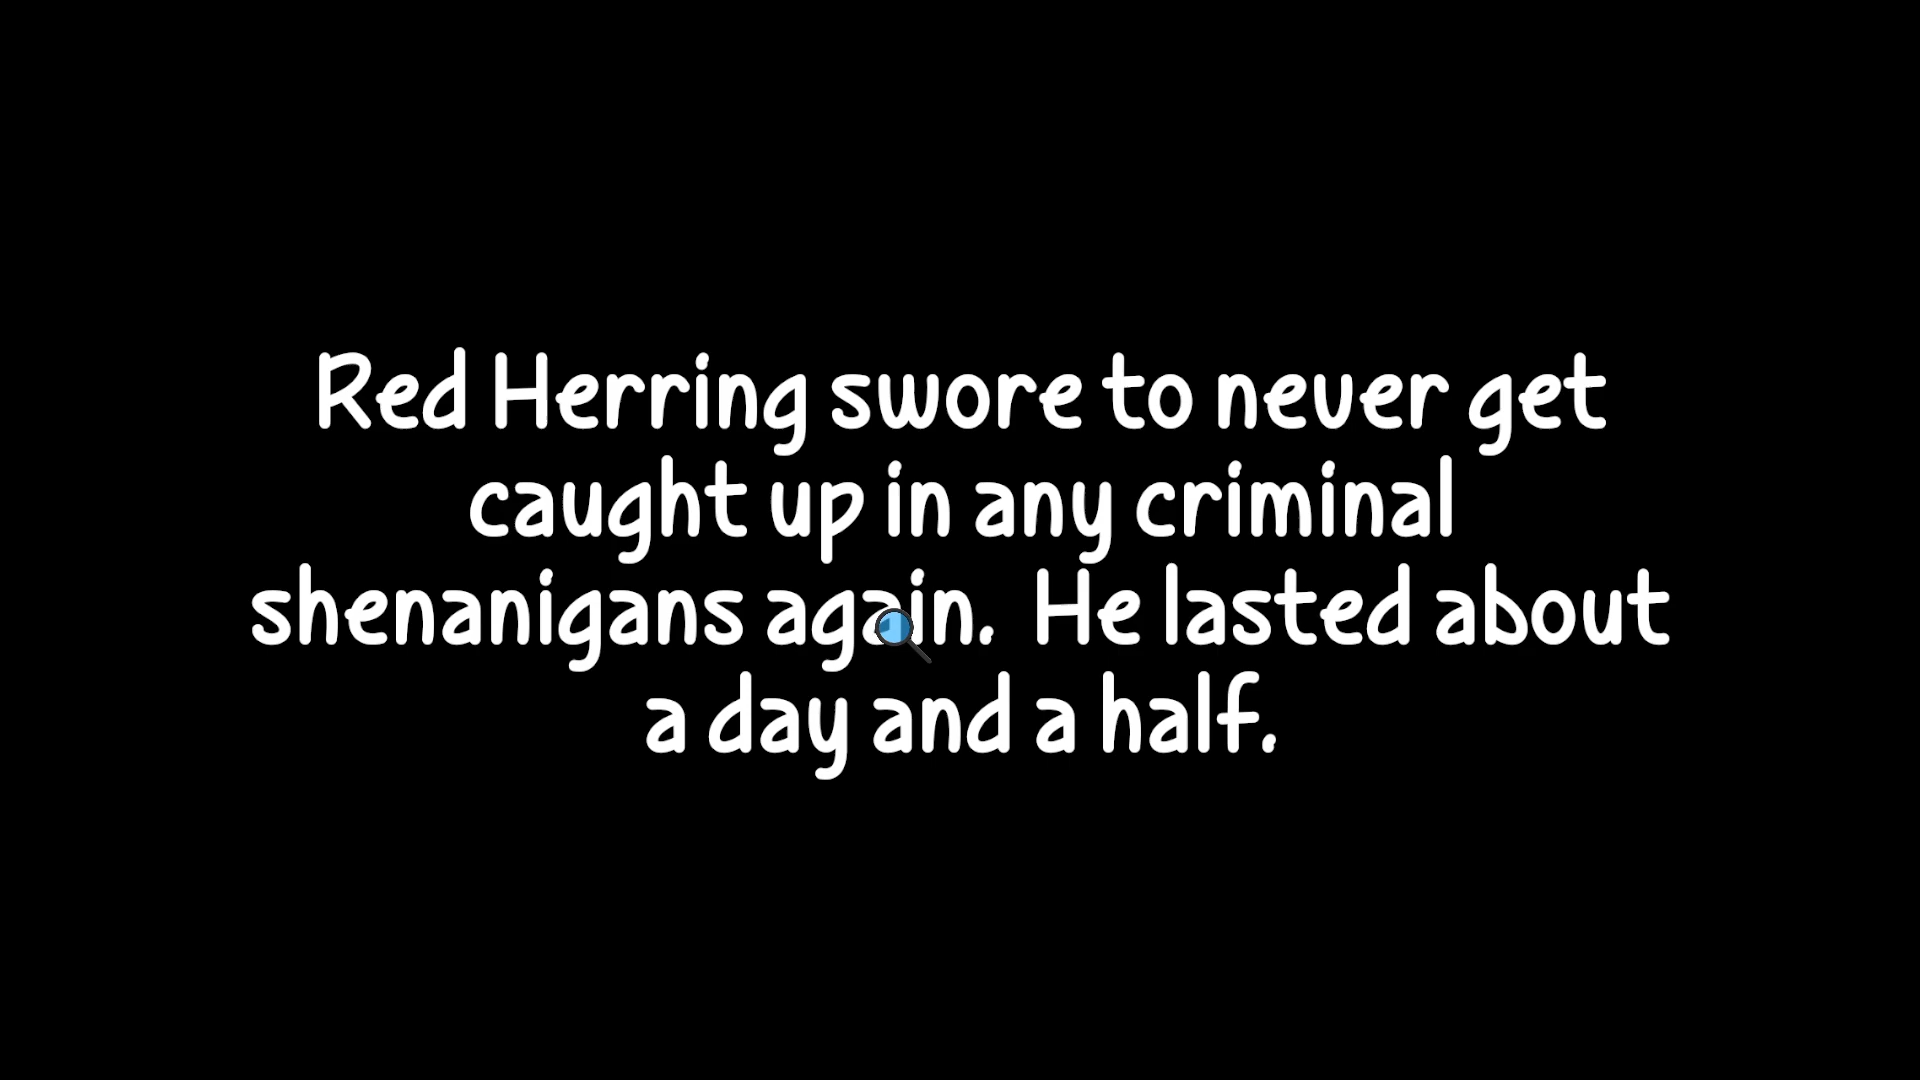 Red Herring swore to never get
caught up in any criminal
shenanigans again.  He lasted about
a day and a half.